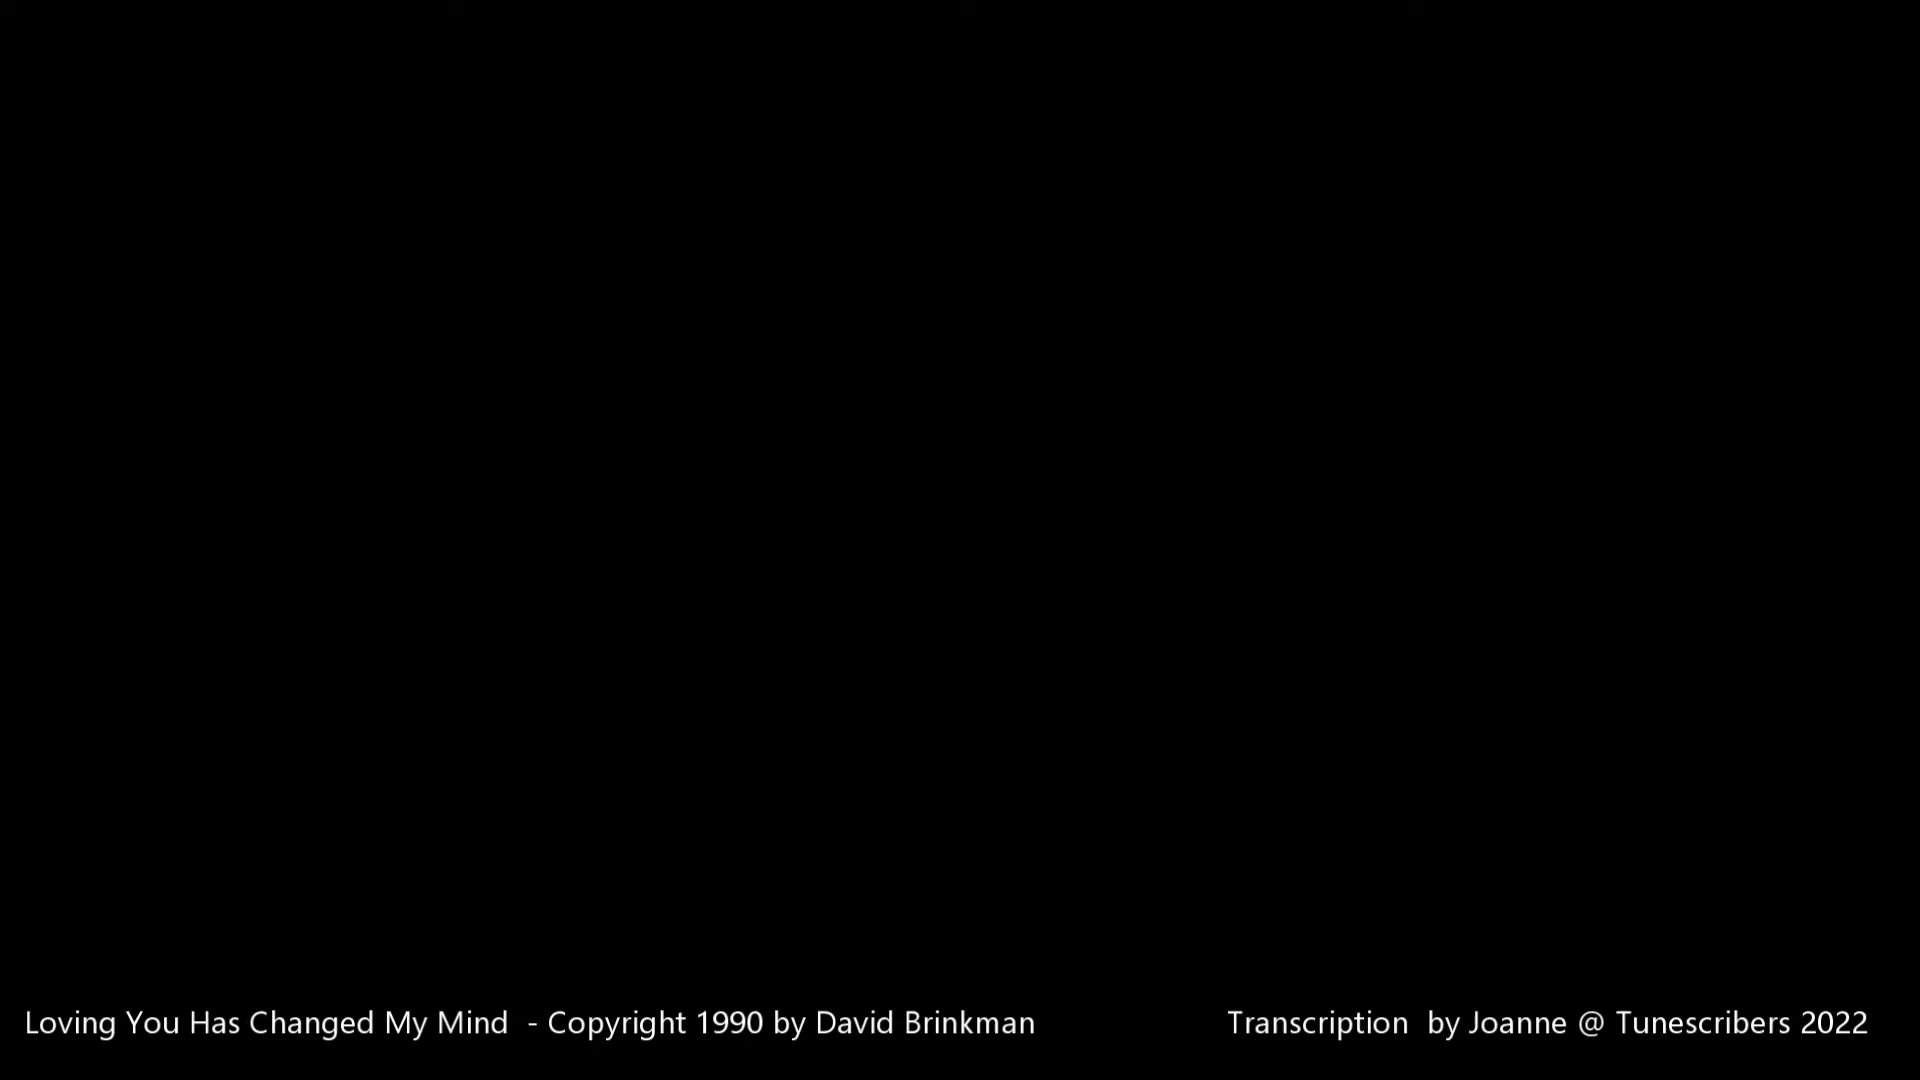 Loving You Has Changed My Mind  - Copyright 1990 by David Brinkman
Transcription  by Joanne @ Tunescribers 2022